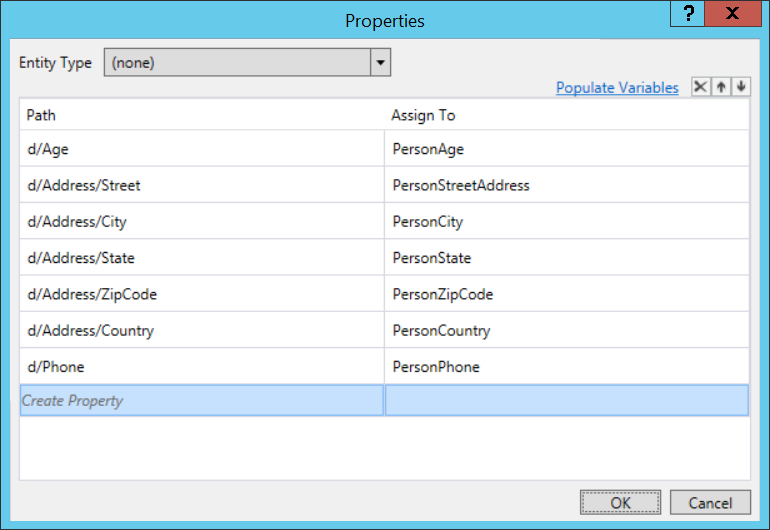 Properties
?
X
Entity Type (none)
Populate Variables
Path Assign To
d/Age PersonAge
d/Address/Street PersonStreetAddress
d/Address/City PersonCity
d/Address/State PersonState
d/Address/ZipCode PersonZipCode
d/Address/Country PersonCountry
d/Phone PersonPhone
Create Property
OK Cancel